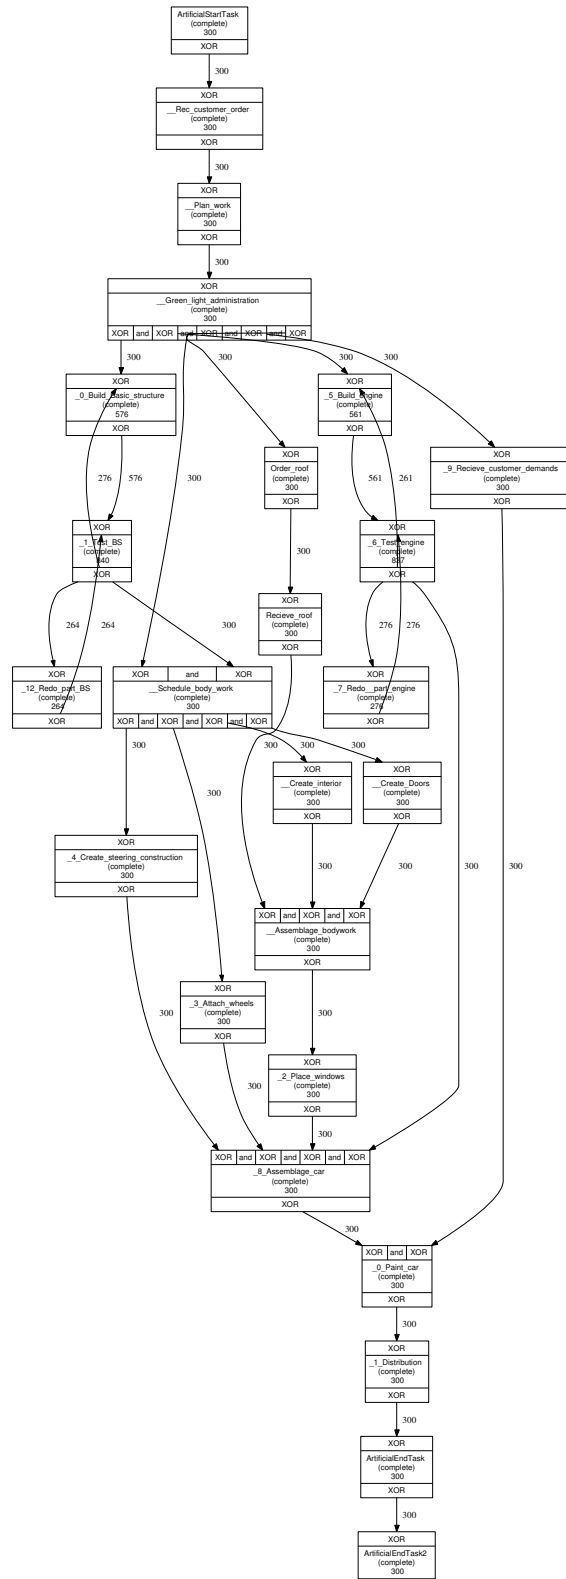 ArtificialStartTask
(complete)
300
XOR
300
XOR
__Rec_customer_order
(complete)
300
XOR
300
XOR
__Plan_work
(complete)
300
XOR
300
XOR
__Green_light_administration
(complete)
300
XOR and XOR and XOR and XOR and XOR
300 300 300 300 300
XOR
_0_Build_Basic_structure
(complete)
576
XOR
XOR
_5_Build_engine
(complete)
561
XOR
XOR
Order_roof
(complete)
300
XOR
XOR
_9_Recieve_customer_demands
(complete)
300
XOR
276 576 561 261
XOR
_1_Test_BS
(complete)
840
XOR
XOR
_6_Test_engine
(complete)
837
XOR
300
XOR
Recieve_roof
(complete)
300
XOR
264 264 300 276 276
XOR
_12_Redo_part_BS
(complete)
264
XOR
XOR and XOR
__Schedule_body_work
(complete)
300
XOR and XOR and XOR and XOR
XOR
_7_Redo__part_engine
(complete)
276
XOR
300 300 300 300 300
XOR
__Create_interior
(complete)
300
XOR
XOR
__Create_Doors
(complete)
300
XOR
XOR
_4_Create_steering_construction
(complete)
300
XOR
300 300 300 300
XOR and XOR and XOR
__Assemblage_bodywork
(complete)
300
XOR
XOR
_3_Attach_wheels
(complete)
300
XOR
300 300
XOR
_2_Place_windows
(complete)
300
XOR
300 300
XOR and XOR and XOR and XOR
_8_Assemblage_car
(complete)
300
XOR
300
XOR and XOR
_0_Paint_car
(complete)
300
XOR
300
XOR
_1_Distribution
(complete)
300
XOR
300
XOR
ArtificialEndTask
(complete)
300
XOR
300
XOR
ArtificialEndTask2
(complete)
300